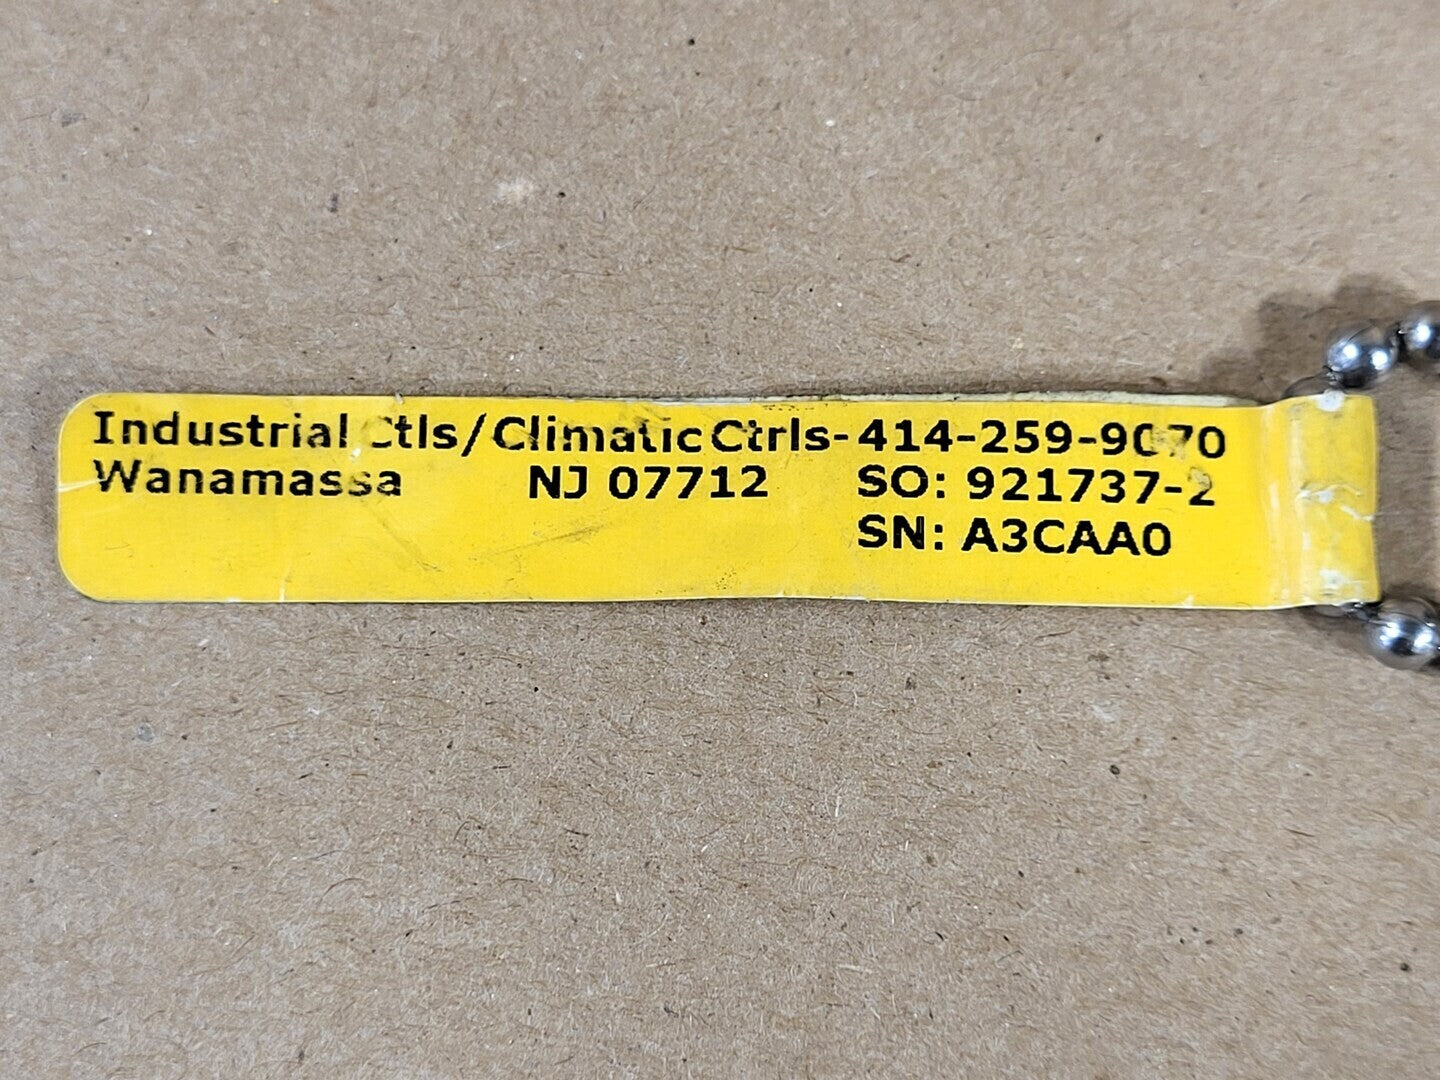 Industrial Ctls/Climatic Ctrls-414-259-9070
Wanamassa NJ 07712 SO: 921737-2
SN: A3CAA0